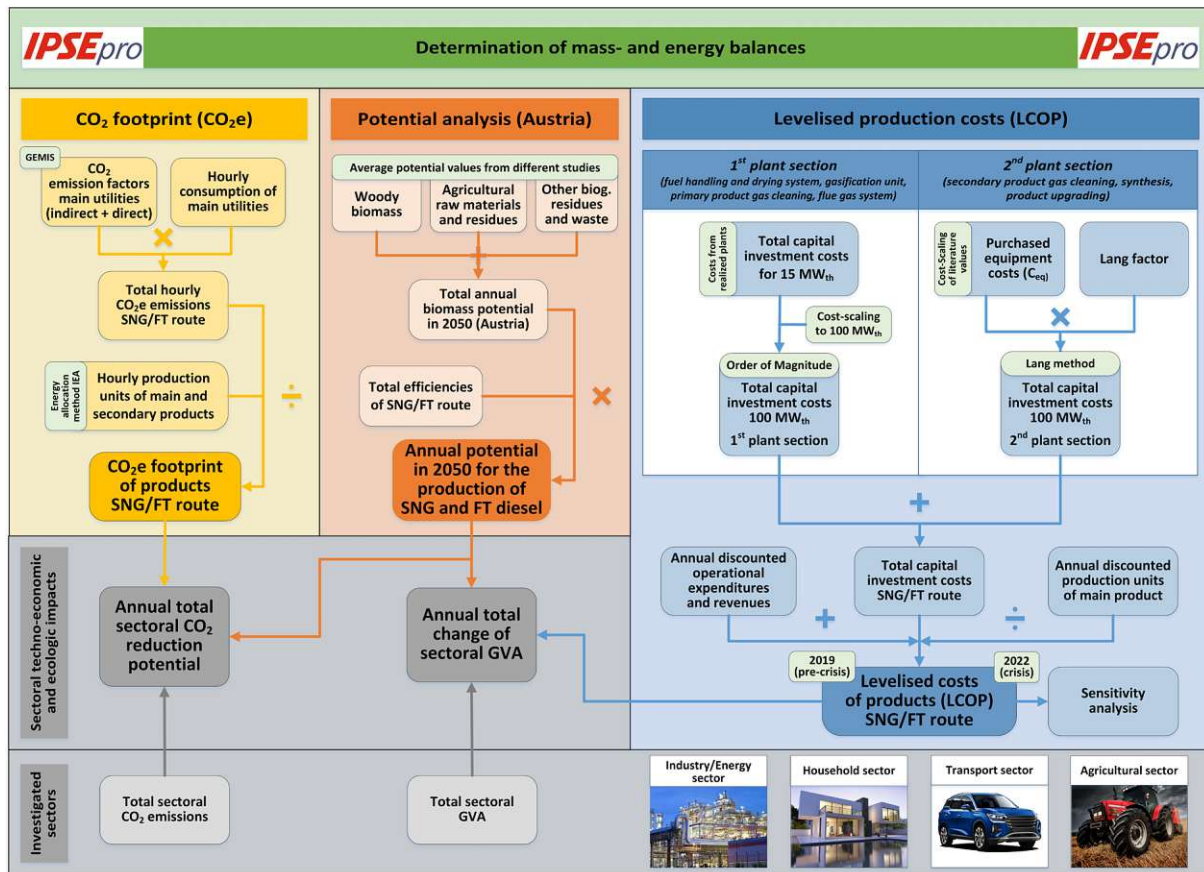 IPSEpro
Determination of mass- and energy balances
IPSEpro
CO₂ footprint (CO₂e)
GEMIS
CO₂
emission factors
main utilities
(indirect + direct)
Hourly
consumption of
main utilities
×
Total hourly
CO₂e emissions
SNG/FT route
Energy
allocation
method IEA
Hourly production
units of main and
secondary products
÷
CO₂e footprint
of products
SNG/FT route
Potential analysis (Austria)
Average potential values from different studies
Woody
biomass
Agricultural
raw materials
and residues
Other biog.
residues
and waste
+
Total annual
biomass potential
in 2050 (Austria)
Total efficiencies
of SNG/FT route
×
Annual potential
in 2050 for the
production of
SNG and FT diesel
Levelised production costs (LCOP)
1st plant section
(fuel handling and drying system, gasification unit,
primary product gas cleaning, flue gas system)
Costs from
realized plants
Total capital
investment costs
for 15 MWth
Cost-scaling
to 100 MWth
Order of Magnitude
Total capital
investment costs
100 MWth
1st plant section
2nd plant section
(secondary product gas cleaning, synthesis,
product upgrading)
Cost-Scaling
of literature
values
Purchased
equipment
costs (Ceq)
Lang factor
×
Lang method
Total capital
investment costs
100 MWth
2nd plant section
+
Annual discounted
operational
expenditures
and revenues
Total capital
investment costs
SNG/FT route
Annual discounted
production units
of main product
+
÷
2019
(pre-crisis)
2022
(crisis)
Levelised costs
of products (LCOP)
SNG/FT route
Sensitivity
analysis
Sectoral techno-economic
and ecologic impacts
Annual total
sectoral CO₂
reduction
potential
Annual total
change of
sectoral GVA
Investigated
sectors
Total sectoral
CO₂ emissions
Total sectoral
GVA
Industry/Energy
sector
Household sector
Transport sector
Agricultural sector